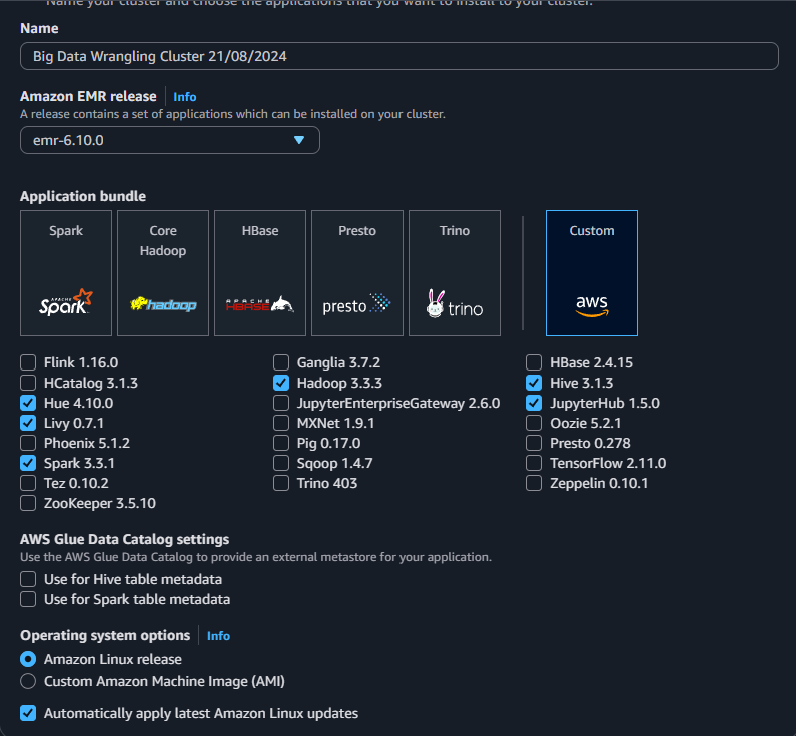 Name your cluster and choose the applications that you want to install to your cluster.
Name
Big Data Wrangling Cluster 21/08/2024
Amazon EMR release Info
A release contains a set of applications which can be installed on your cluster.
emr-6.10.0
Application bundle
Spark Core Hadoop HBase Presto Trino Custom
APACHE Spark hadoop APACHE HBASE presto trino aws
Flink 1.16.0 Ganglia 3.7.2 HBase 2.4.15
HCatalog 3.1.3 Hadoop 3.3.3 Hive 3.1.3
Hue 4.10.0 JupyterEnterpriseGateway 2.6.0 JupyterHub 1.5.0
Livy 0.7.1 MXNet 1.9.1 Oozie 5.2.1
Phoenix 5.1.2 Pig 0.17.0 Presto 0.278
Spark 3.3.1 Sqoop 1.4.7 TensorFlow 2.11.0
Tez 0.10.2 Trino 403 Zeppelin 0.10.1
ZooKeeper 3.5.10
AWS Glue Data Catalog settings
Use the AWS Glue Data Catalog to provide an external metastore for your application.
Use for Hive table metadata
Use for Spark table metadata
Operating system options Info
Amazon Linux release
Custom Amazon Machine Image (AMI)
Automatically apply latest Amazon Linux updates